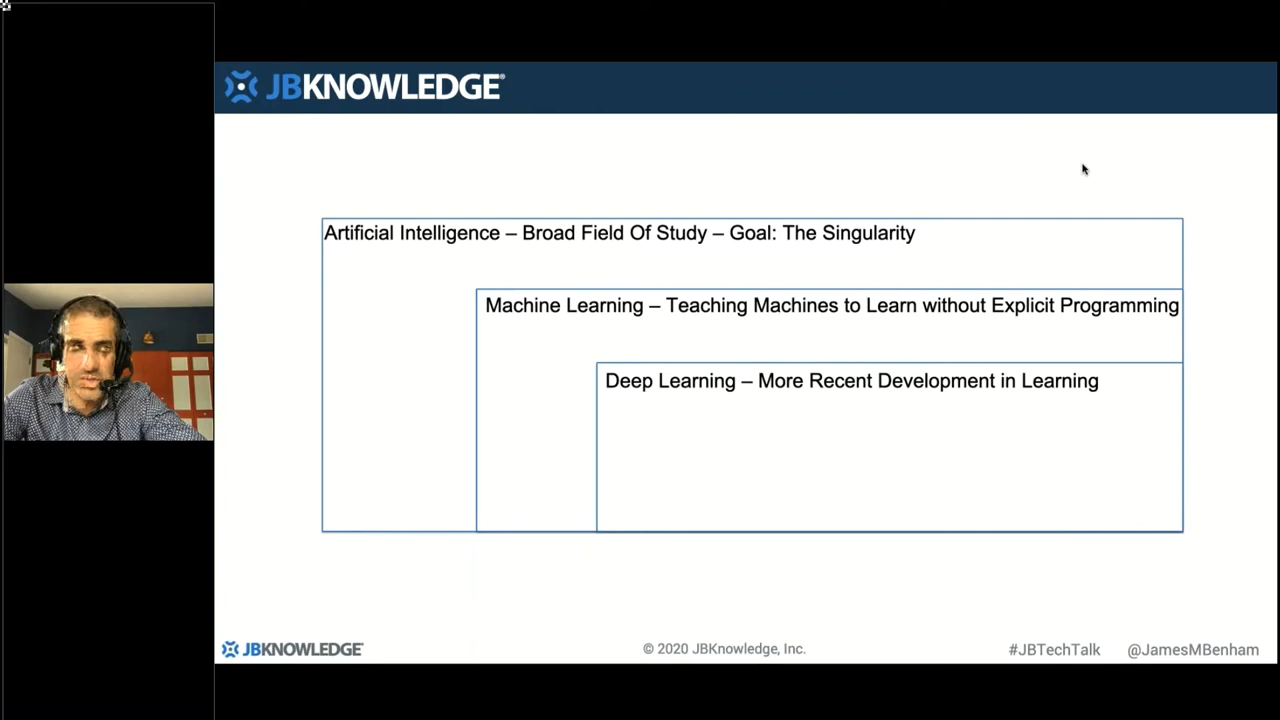 JBKNOWLEDGE®
Artificial Intelligence – Broad Field Of Study – Goal: The Singularity
Machine Learning – Teaching Machines to Learn without Explicit Programming
Deep Learning – More Recent Development in Learning
JBKNOWLEDGE
© 2020 JBKnowledge, Inc.
#JBTechTalk
@JamesMBenham